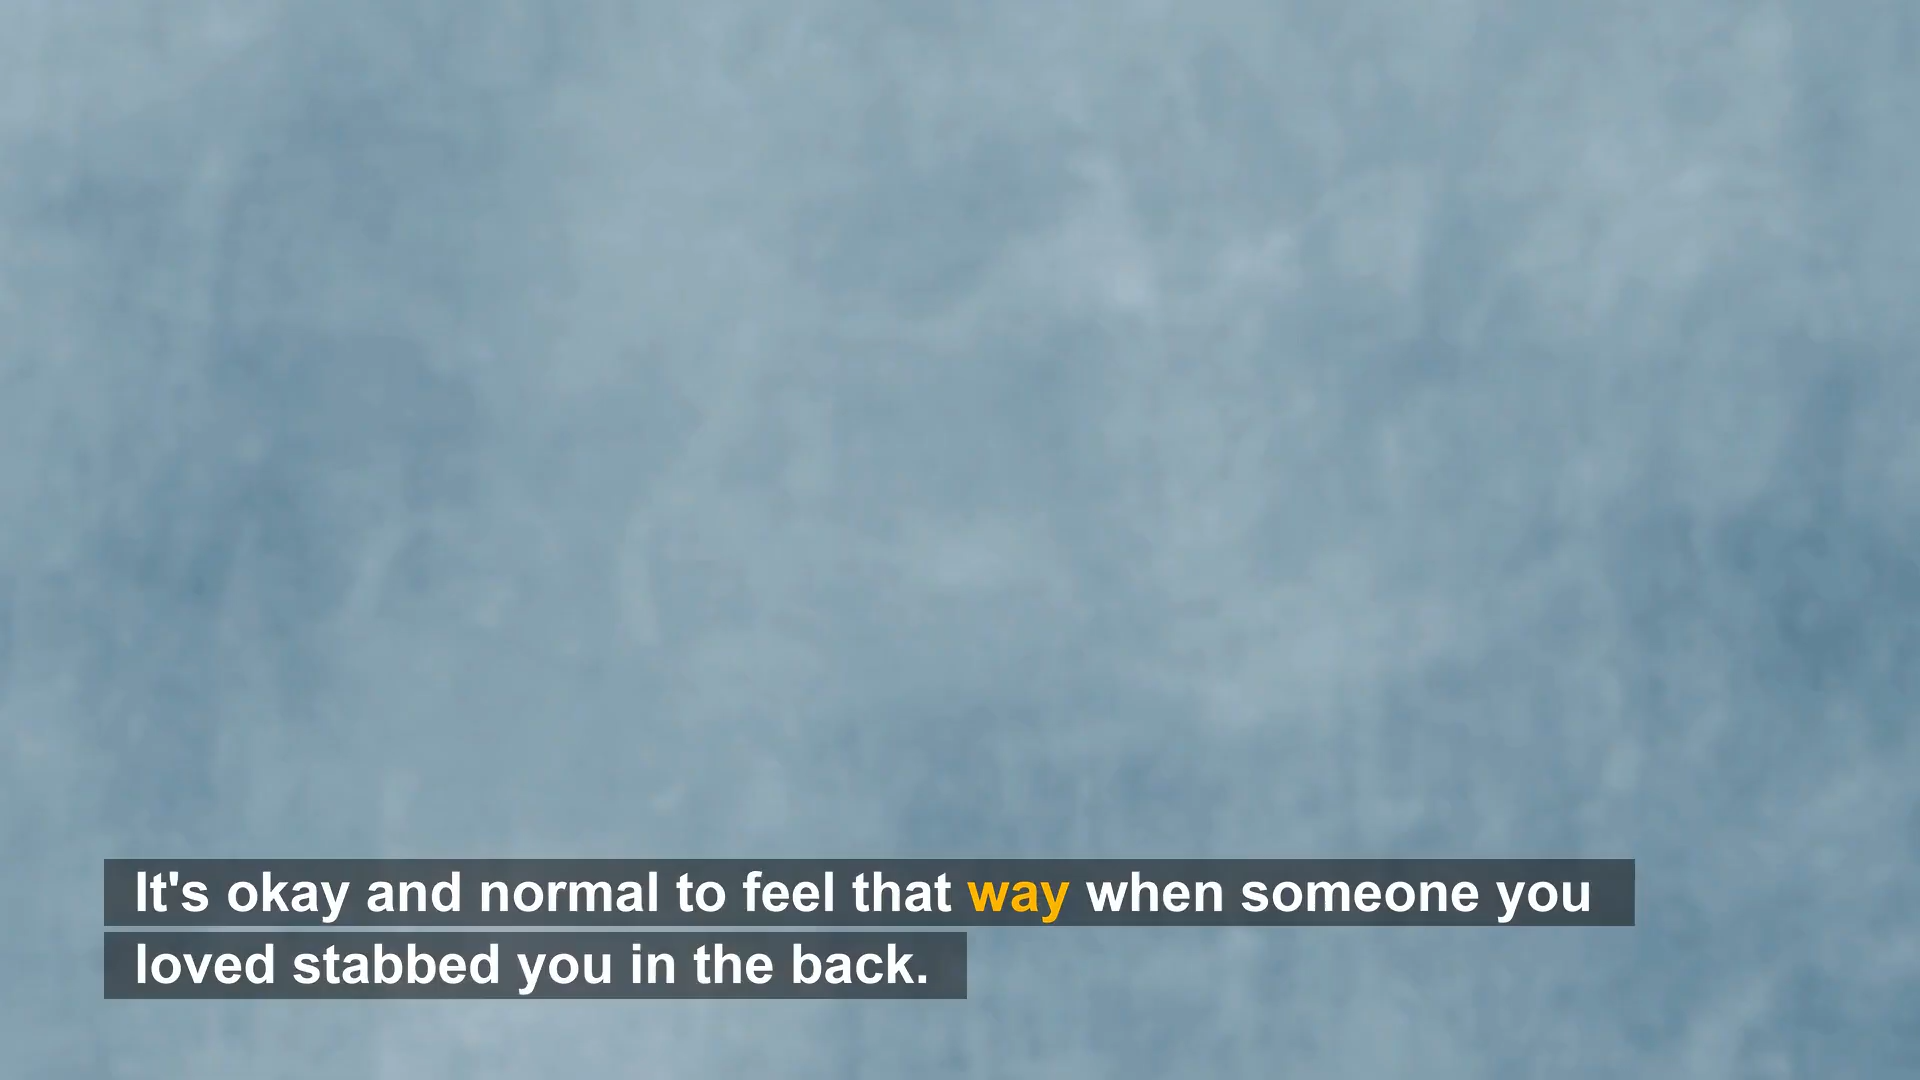 It's okay and normal to feel that way when someone you
loved stabbed you in the back.